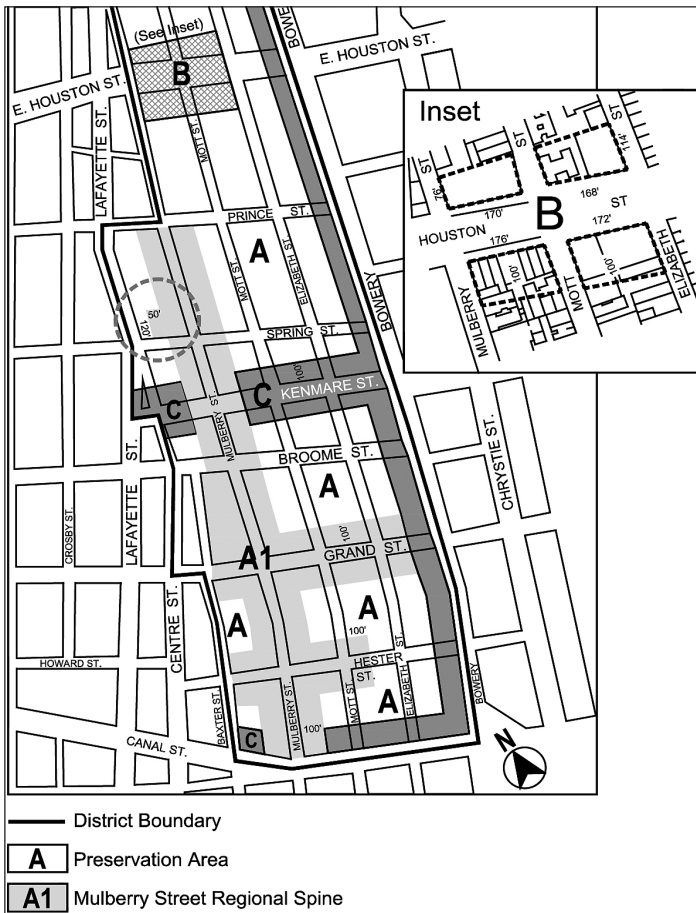 (See Inset)
BOWERY
E. HOUSTON ST.
E. HOUSTON ST.
B
LAFAYETTE ST.
MOTT ST.
PRINCE ST.
A
MOTT ST.
ELIZABETH ST.
BOWERY
50'
120'
SPRING ST.
100'
C
C
KENMARE ST.
MULBERRY ST.
BROOME ST.
CHRYSTIE ST.
A
LAFAYETTE ST.
CROSBY ST.
100'
A1
GRAND ST.
CENTRE ST.
A
A
100'
HOWARD ST.
HESTER ST.
BAXTER ST.
MULBERRY ST.
MOTT ST.
ELIZABETH ST.
BOWERY
A
100'
C
CANAL ST.
N
Inset
ST
ST
ST
76'
114'
170'
168'
B
HOUSTON ST
176'
172'
100'
100'
MULBERRY
MOTT
ELIZABETH
District Boundary
A Preservation Area
A1 Mulberry Street Regional Spine